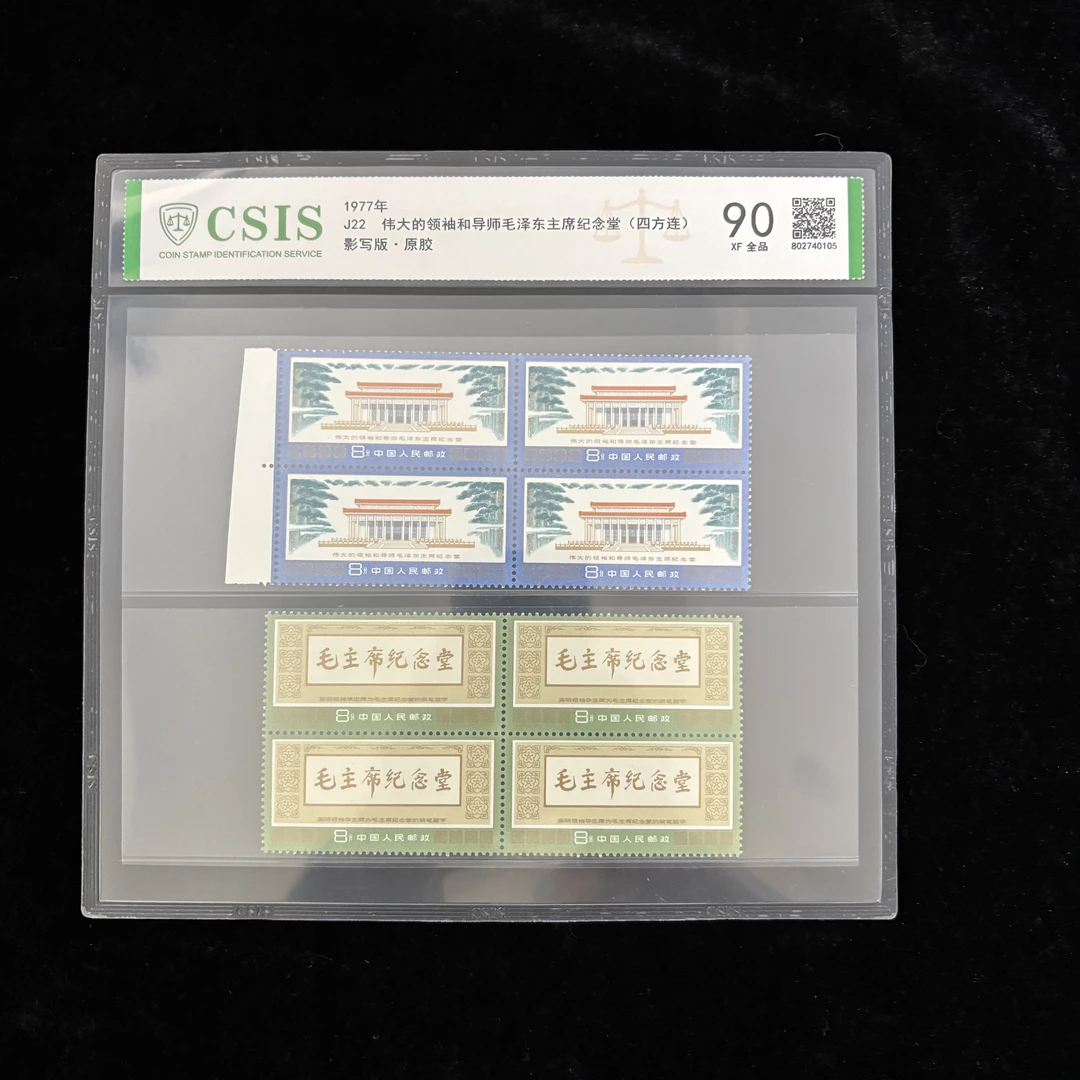 CSIS
COIN STAMP IDENTIFICATION SERVICE
1977年
J22 伟大的领袖和导师毛泽东主席纪念堂（四方连）
影写版·原胶
90
XF 全品
802740105
伟大的领袖和导师毛泽东主席纪念堂
8分 中国人民邮政
伟大的领袖和导师毛泽东主席纪念堂
8分 中国人民邮政
伟大的领袖和导师毛泽东主席纪念堂
8分 中国人民邮政
伟大的领袖和导师毛泽东主席纪念堂
8分 中国人民邮政
毛主席纪念堂
8分 中国人民邮政
毛主席纪念堂
8分 中国人民邮政
毛主席纪念堂
8分 中国人民邮政
毛主席纪念堂
8分 中国人民邮政
CSIS
CSIS